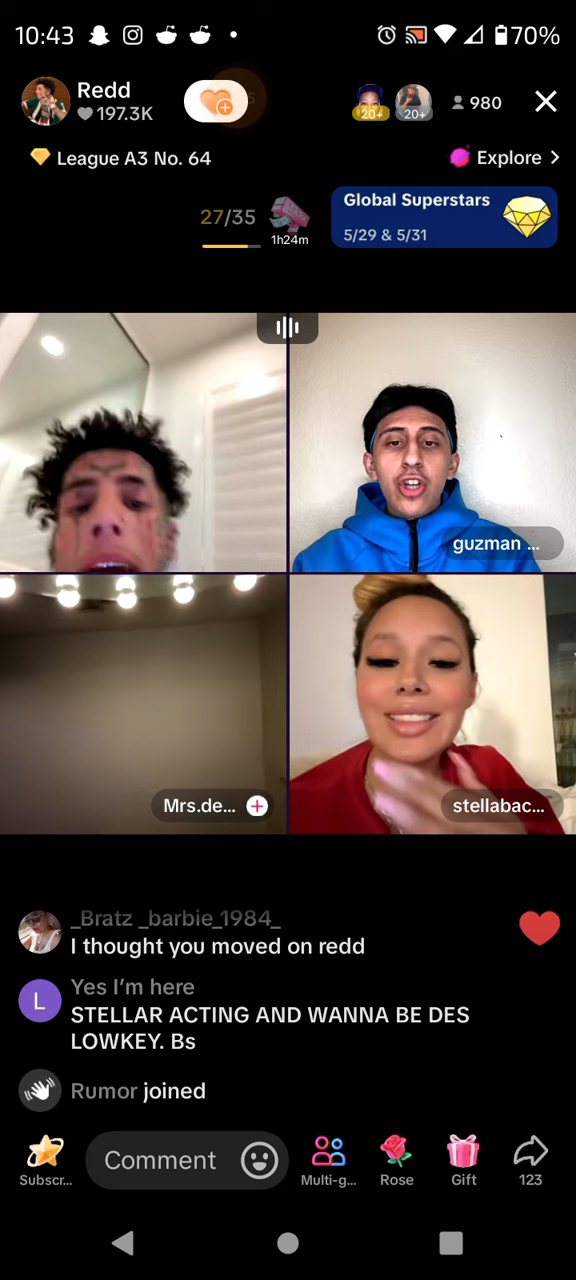 10:43
70%
Redd
197.3K
20+
20+
980
League A3 No. 64
Explore
27/35
1h24m
Global Superstars
5/29 & 5/31
guzman ...
Mrs.de...
stellabac...
_Bratz _barbie_1984_
I thought you moved on redd
L
Yes I'm here
STELLAR ACTING AND WANNA BE DES
LOWKEY. Bs
Rumor joined
Comment
Subscr...
Multi-g...
Rose
Gift
123